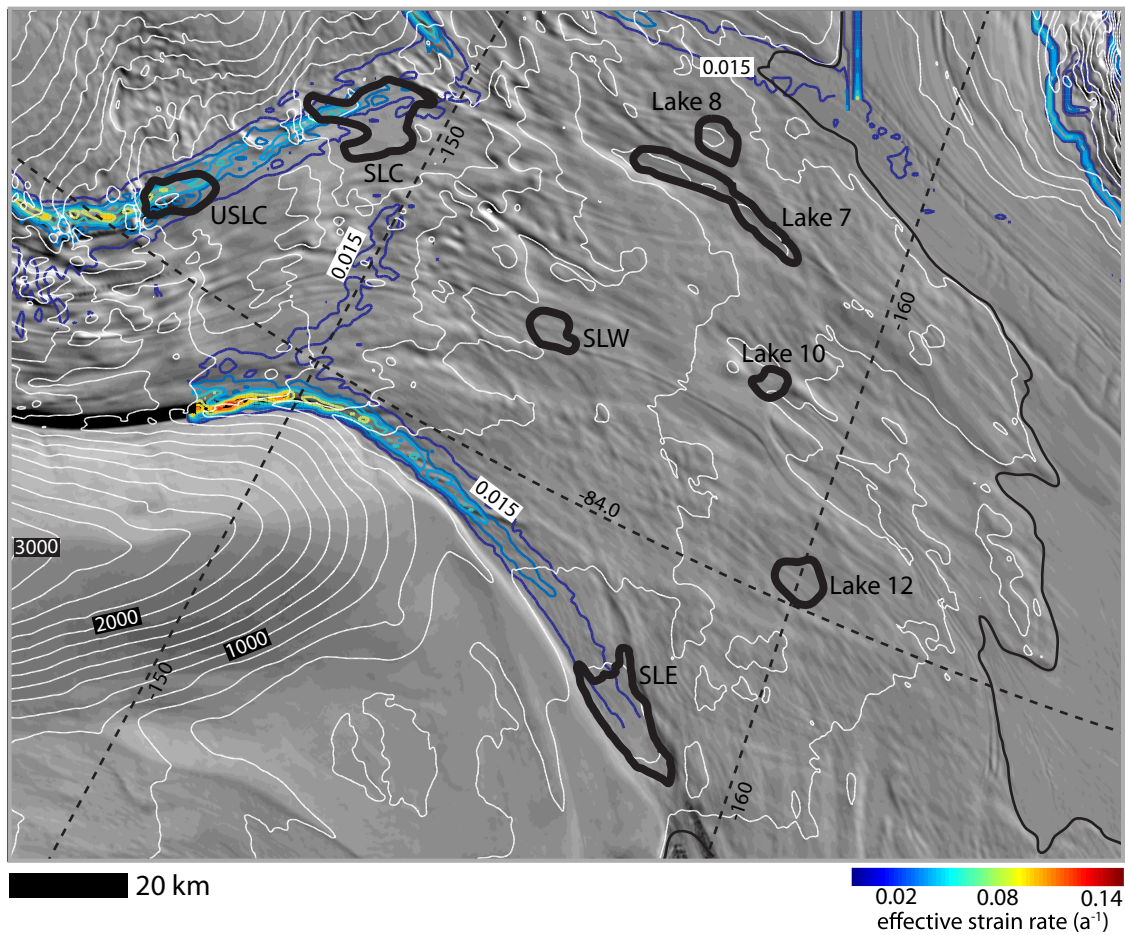 0.015
Lake 8
-150
SLC
USLC
Lake 7
0.015
-160
SLW
Lake 10
0.015
-84.0
3000
Lake 12
2000
1000
-150
SLE
-160
20 km
0.02 0.08 0.14
effective strain rate (a⁻¹)